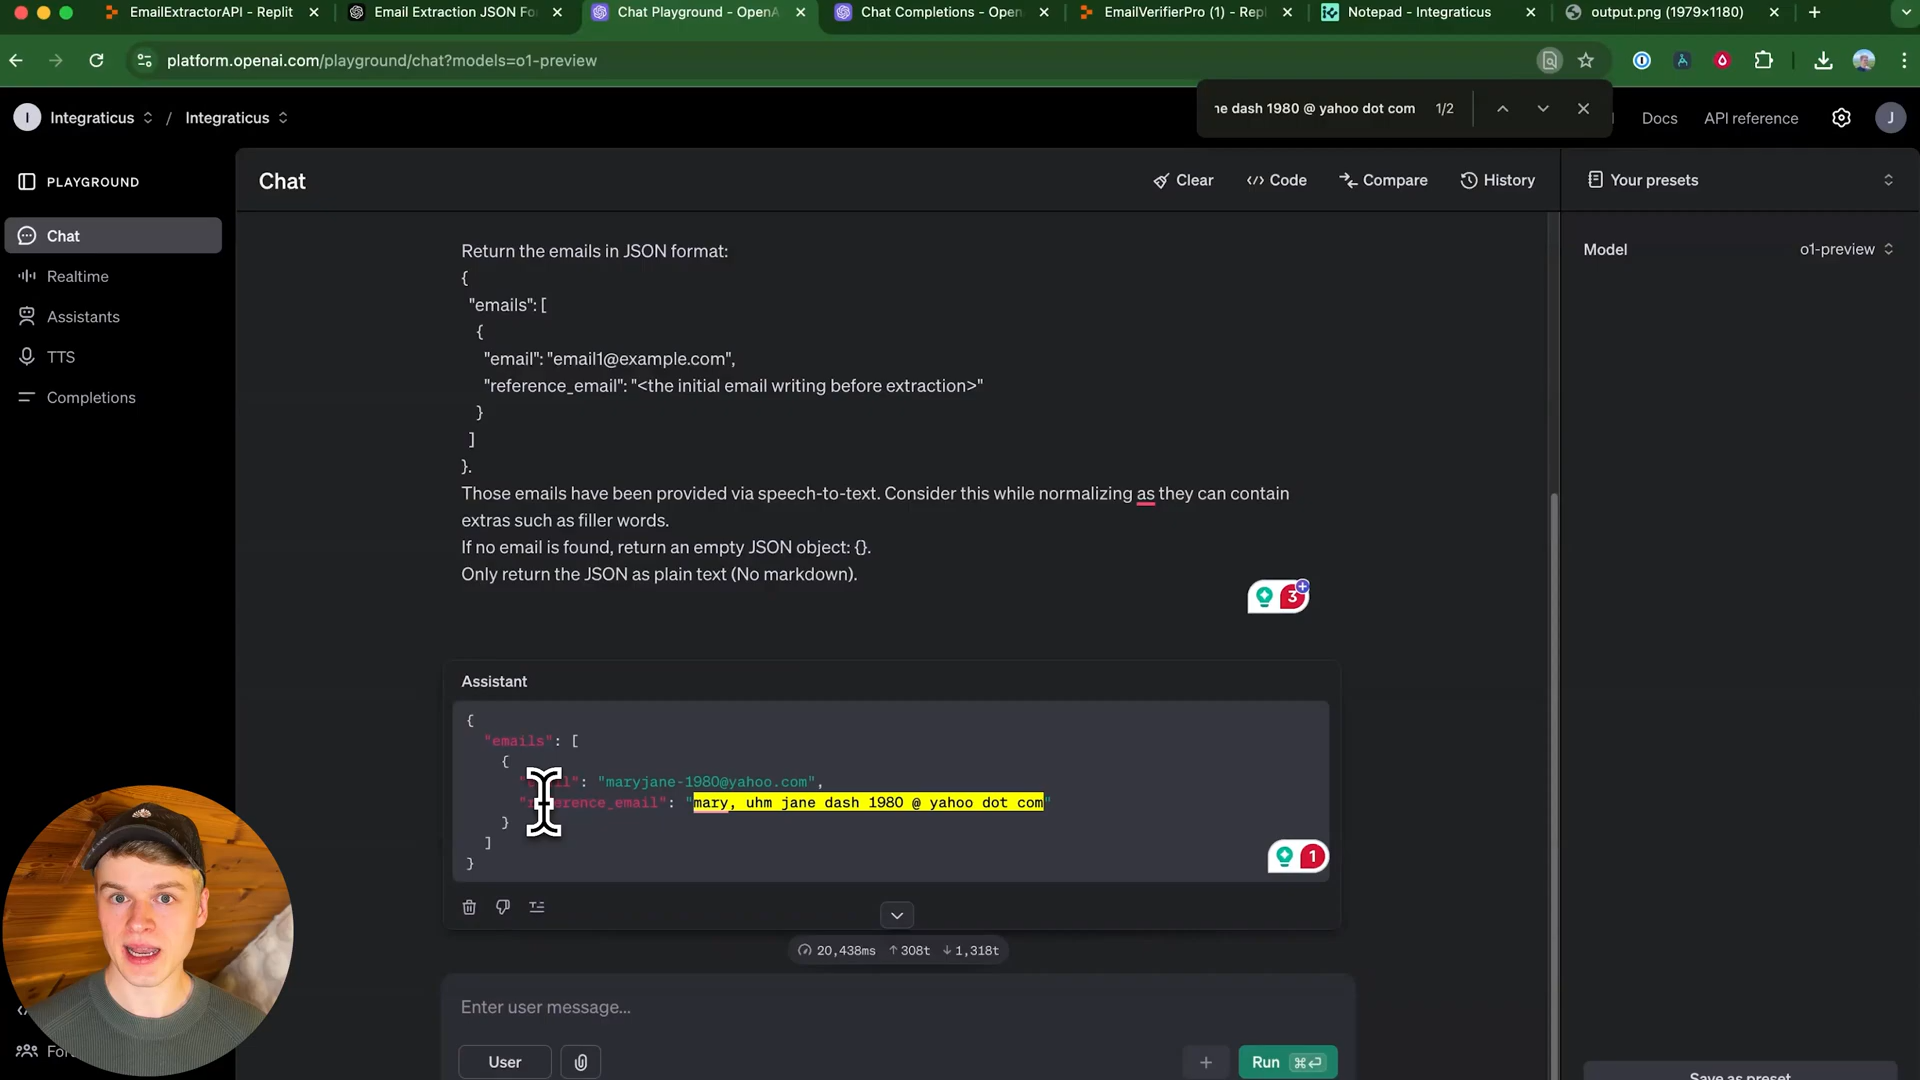 EmailExtractorAPI - Replit
Email Extraction JSON Fo
Chat Playground - OpenA
Chat Completions - Open
EmailVerifierPro (1) - Repl
Notepad - Integraticus
output.png (1979×1180)
platform.openai.com/playground/chat?models=o1-preview
ne dash 1980 @ yahoo dot com 1/2
I Integraticus / Integraticus
Docs API reference J
PLAYGROUND
Chat
Realtime
Assistants
TTS
Completions
Chat
Clear Code Compare History
Your presets
Model o1-preview
Return the emails in JSON format:
{
"emails": [
{
"email": "email1@example.com",
"reference_email": "<the initial email writing before extraction>"
}
]
}.
Those emails have been provided via speech-to-text. Consider this while normalizing as they can contain
extras such as filler words.
If no email is found, return an empty JSON object: {}.
Only return the JSON as plain text (No markdown).
3
Assistant
{
"emails": [
{
": "maryjane-1980@yahoo.com",
"reference_email": "mary, uhm jane dash 1980 @ yahoo dot com"
}
]
}
1
20,438ms ↑308t ↓1,318t
Enter user message...
User
Run
Save as preset